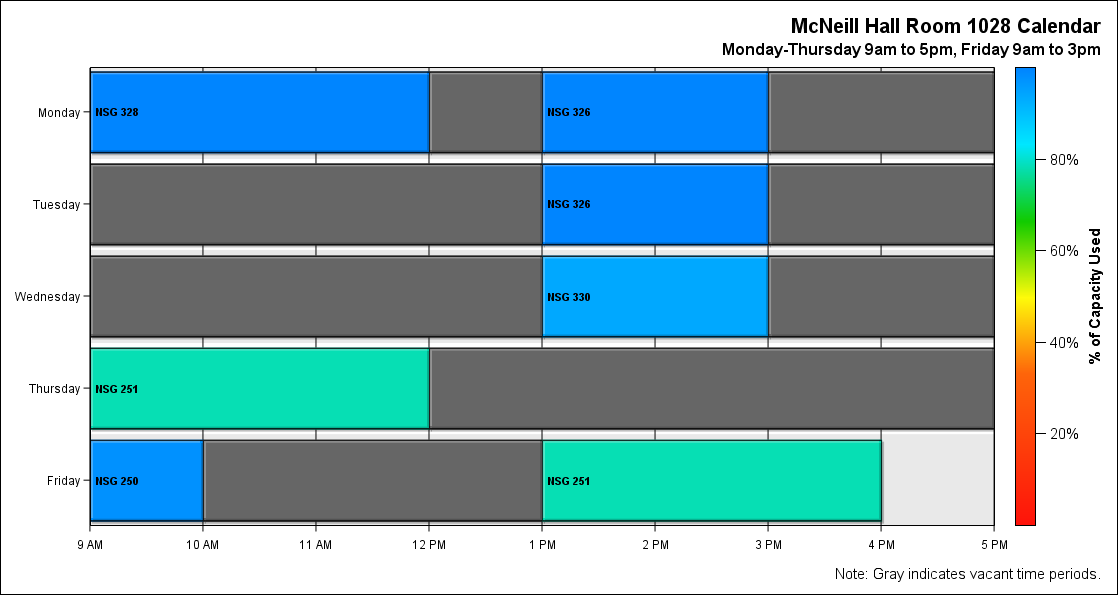 McNeill Hall Room 1028 Calendar
Monday-Thursday 9am to 5pm, Friday 9am to 3pm
Monday
NSG 328
NSG 326
Tuesday
NSG 326
Wednesday
NSG 330
Thursday
NSG 251
Friday
NSG 250
NSG 251
9 AM
10 AM
11 AM
12 PM
1 PM
2 PM
3 PM
4 PM
5 PM
80%
60%
40%
20%
% of Capacity Used
Note: Gray indicates vacant time periods.